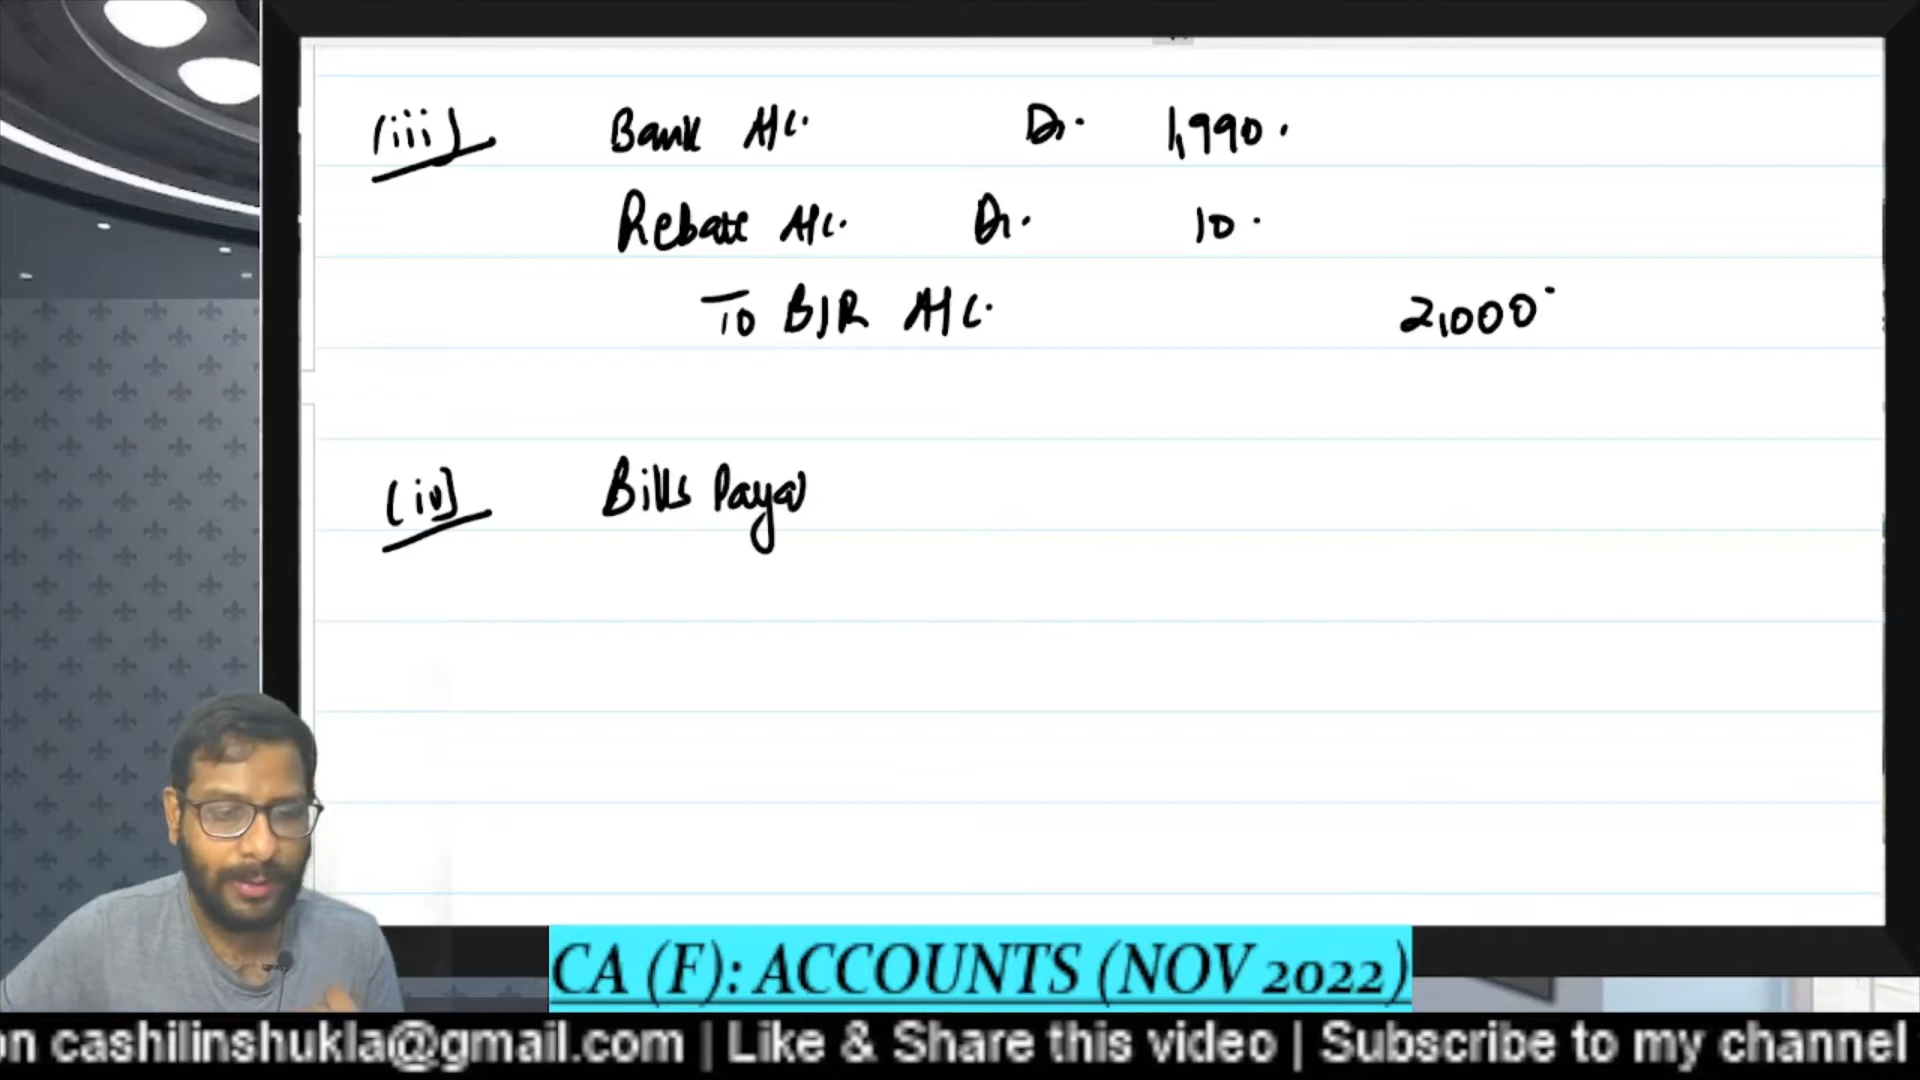 (iii) Bank A/c. Dr. 1,990.
Rebate A/c. Dr. 10.
To B/R A/c. 2,000
(iv) Bills Paya
CA (F): ACCOUNTS (NOV 2022)
on cashilinshukla@gmail.com | Like & Share this video | Subscribe to my channel